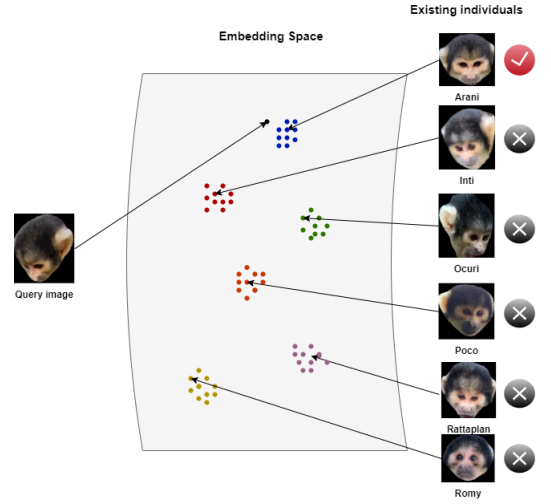 Existing individuals
Embedding Space
Arani
Inti
Query image
Ocuri
Poco
Rattaplan
Romy